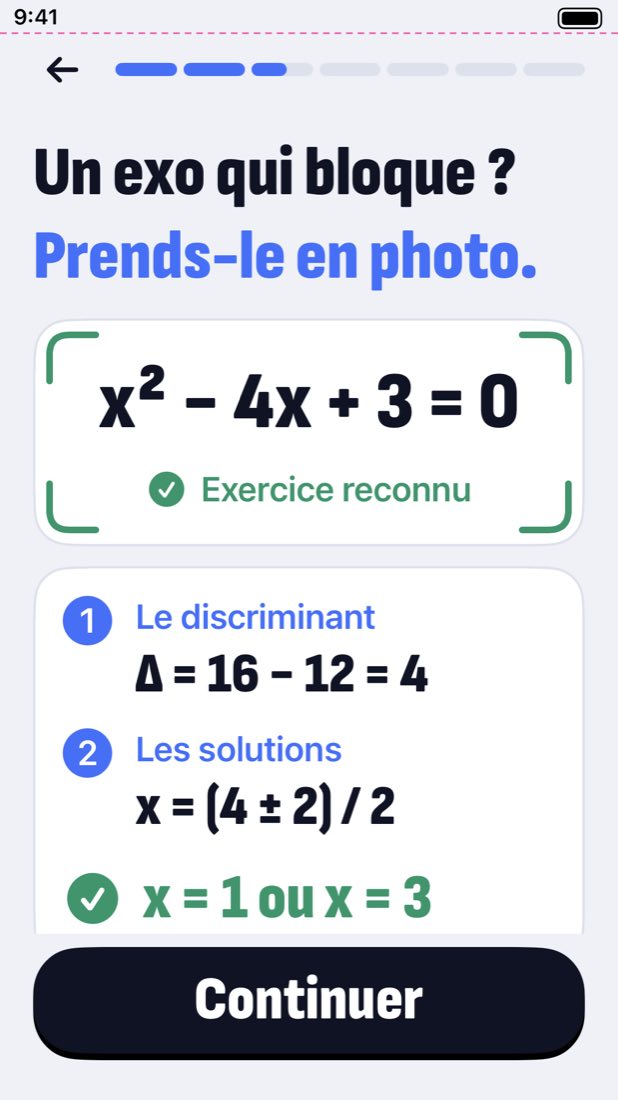 9:41
Un exo qui bloque ?
Prends-le en photo.
x² − 4x + 3 = 0
Exercice reconnu
1 Le discriminant
Δ = 16 − 12 = 4
2 Les solutions
x = (4 ± 2) / 2
x = 1 ou x = 3
Continuer